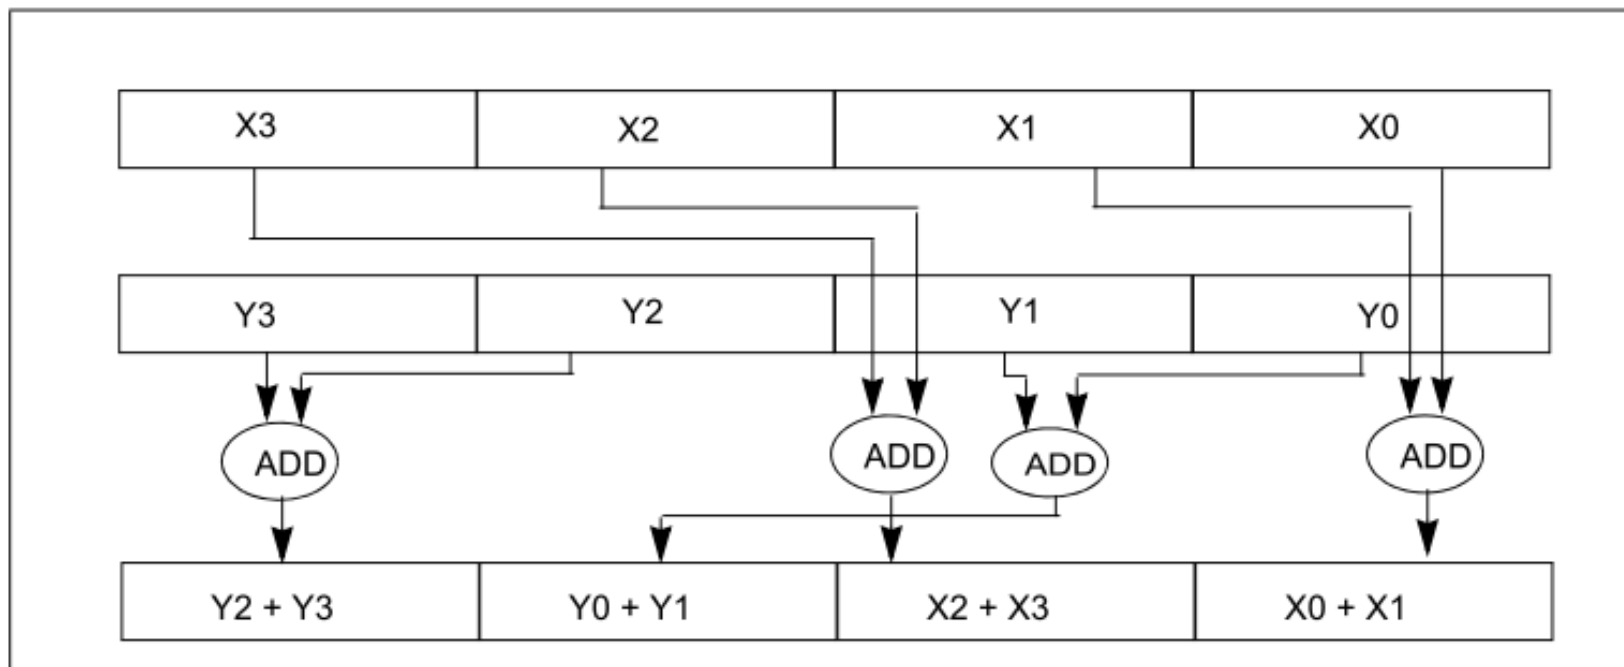 X3 X2 X1 X0
Y3 Y2 Y1 Y0
ADD ADD ADD ADD
Y2 + Y3 Y0 + Y1 X2 + X3 X0 + X1